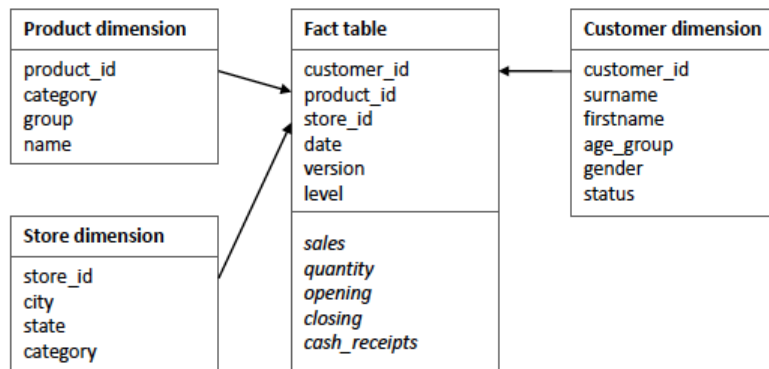 Product dimension
product_id
category
group
name
Store dimension
store_id
city
state
category
Fact table
customer_id
product_id
store_id
date
version
level
sales
quantity
opening
closing
cash_receipts
Customer dimension
customer_id
surname
firstname
age_group
gender
status